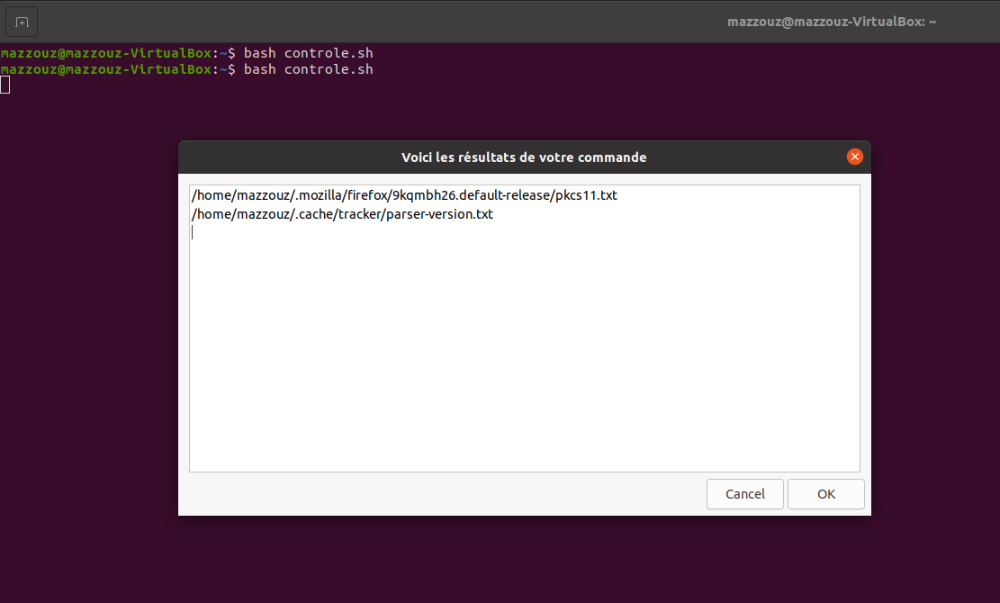 mazzouz@mazzouz-VirtualBox: ~
mazzouz@mazzouz-VirtualBox:~$ bash controle.sh
mazzouz@mazzouz-VirtualBox:~$ bash controle.sh
Voici les résultats de votre commande
/home/mazzouz/.mozilla/firefox/9kqmbh26.default-release/pkcs11.txt
/home/mazzouz/.cache/tracker/parser-version.txt
Cancel
OK